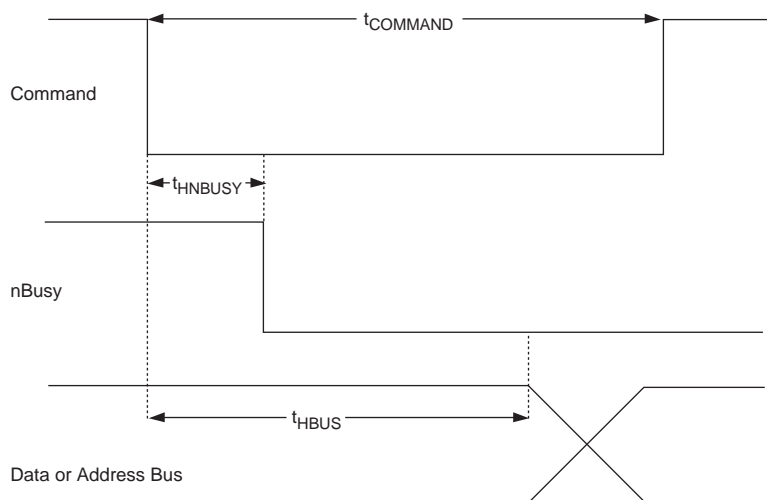 tCOMMAND
Command
tHNBUSY
nBusy
tHBUS
Data or Address Bus